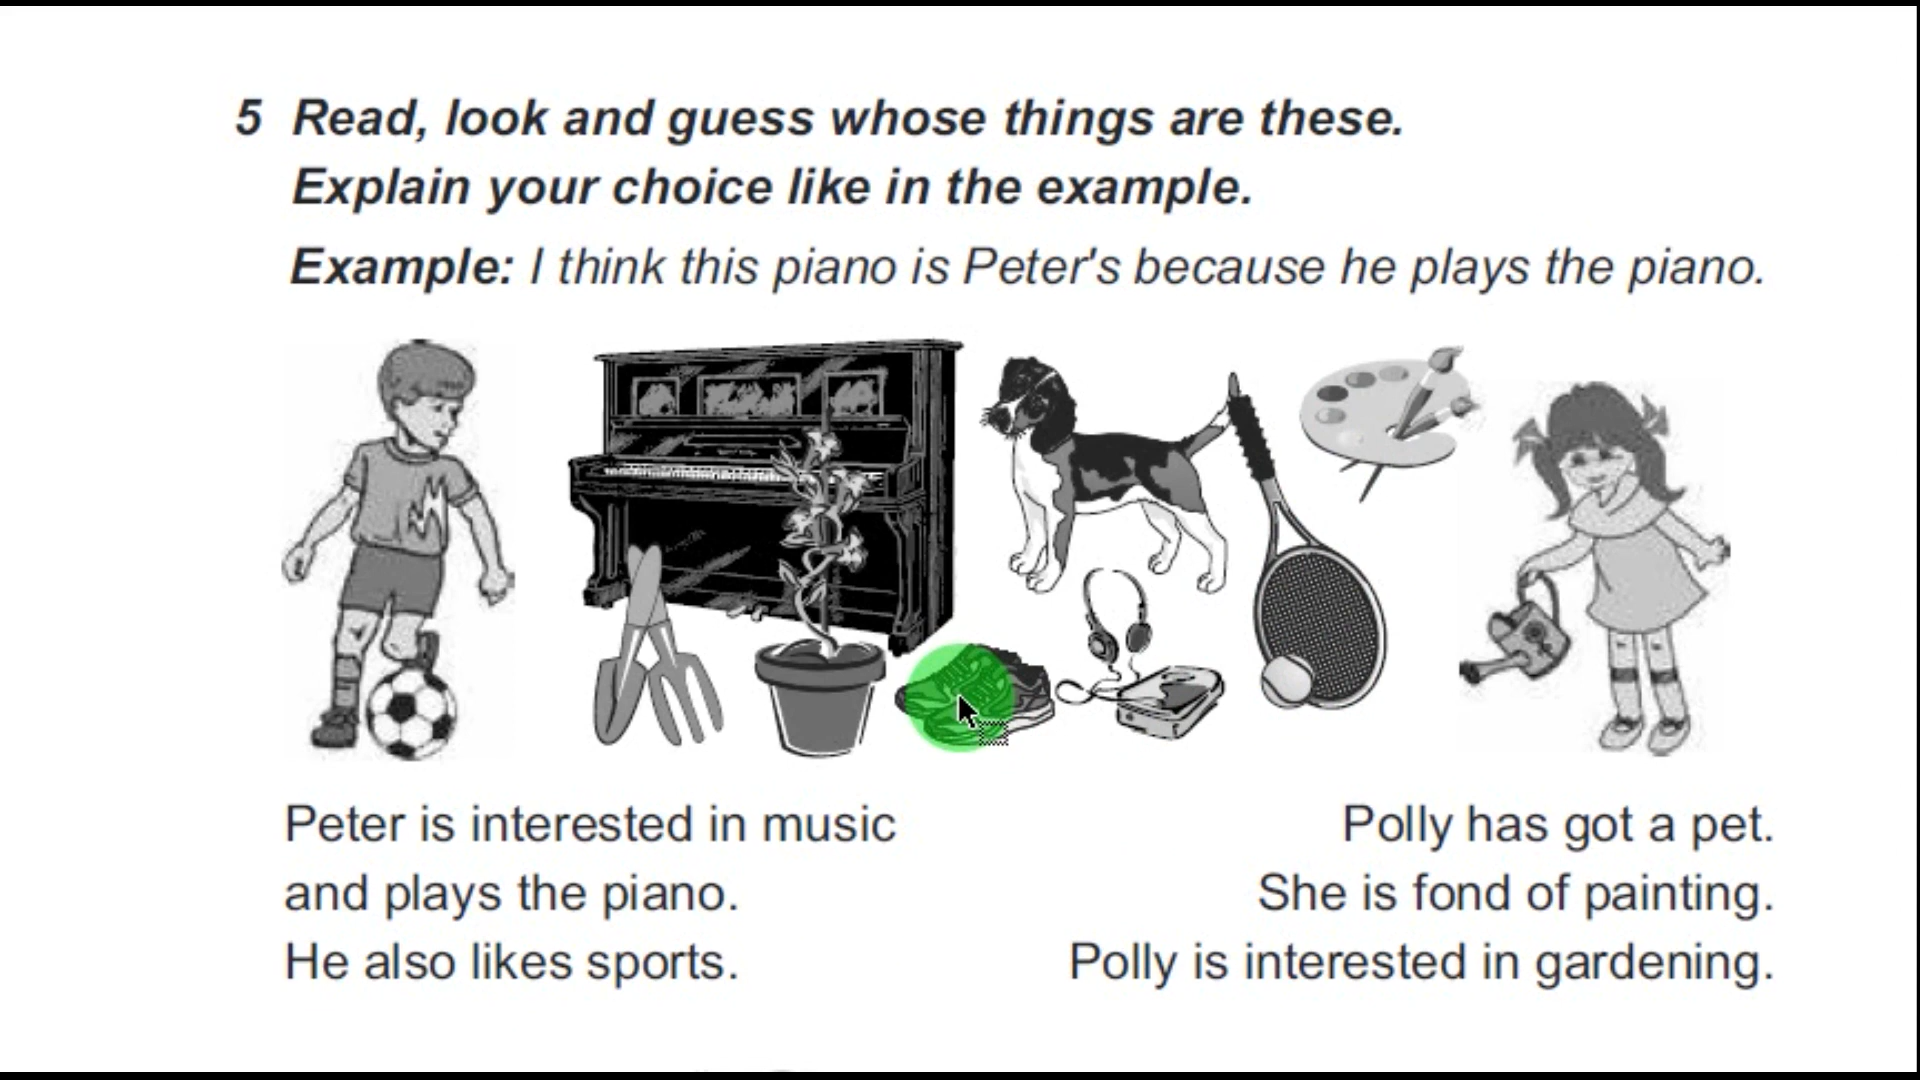 5 Read, look and guess whose things are these.
Explain your choice like in the example.
Example: I think this piano is Peter's because he plays the piano.
Peter is interested in music
and plays the piano.
He also likes sports.
Polly has got a pet.
She is fond of painting.
Polly is interested in gardening.